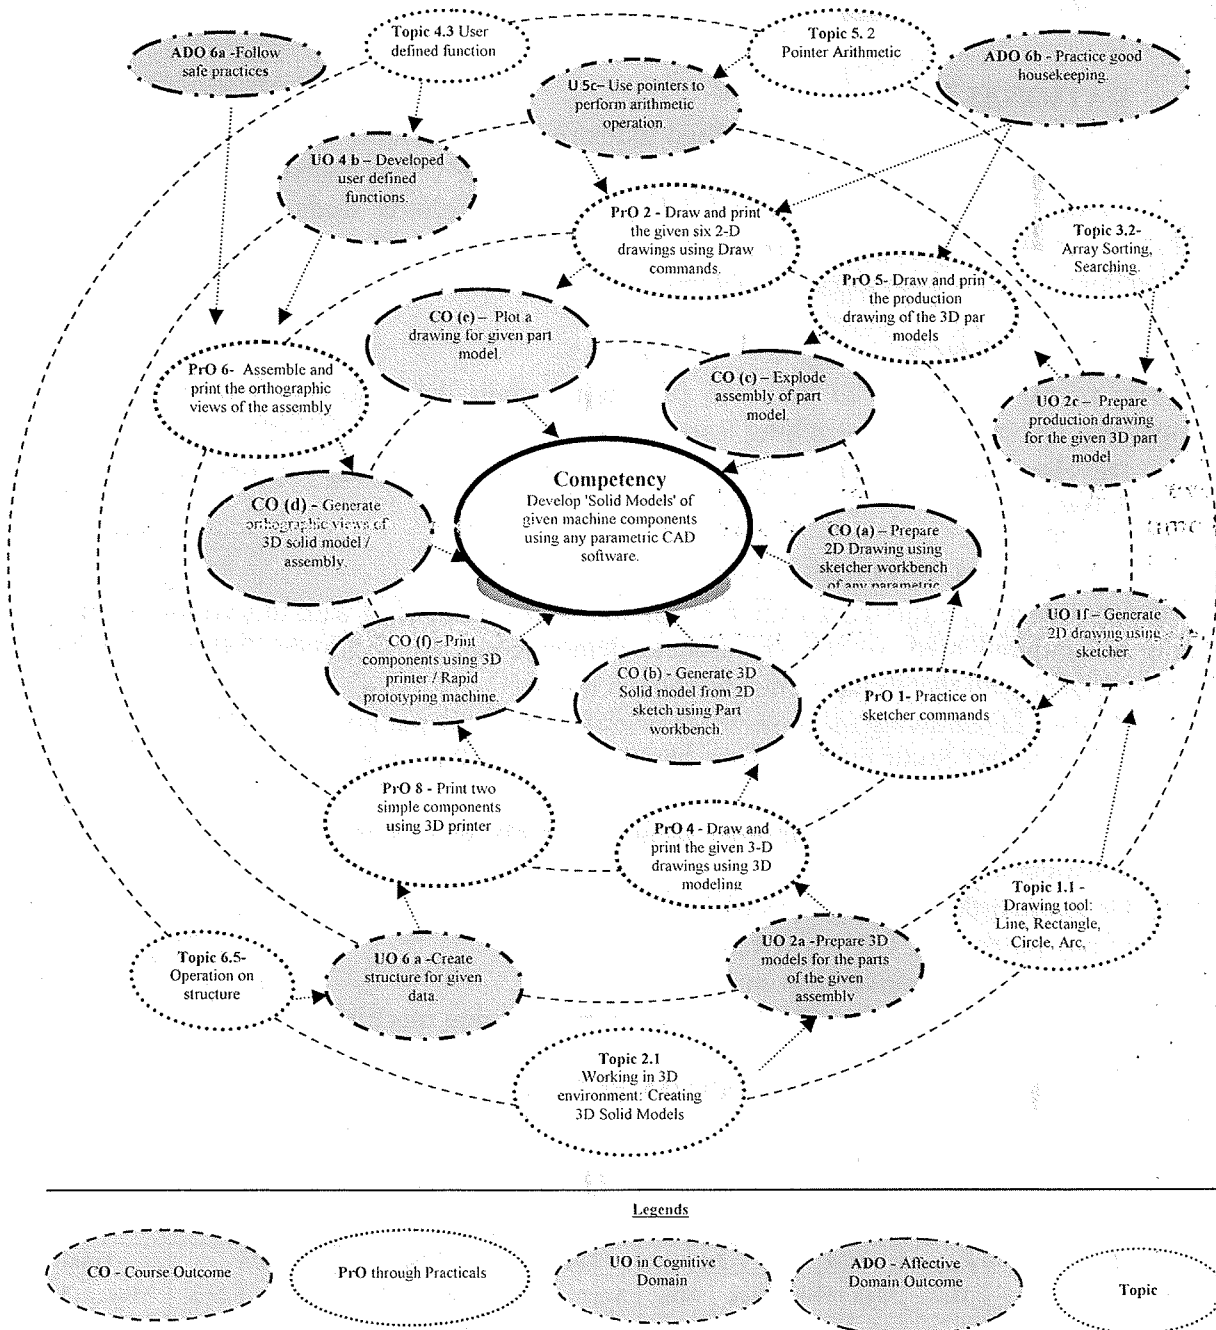 Topic 4.3 User
defined function
Topic 5. 2
Pointer Arithmetic
ADO 6a -Follow
safe practices
ADO 6b - Practice good
housekeeping.
U 5c– Use pointers to
perform arithmetic
operation.
UO 4 b – Developed
user defined
functions.
PrO 2 - Draw and print
the given six 2-D
drawings using Draw
commands.
Topic 3.2-
Array Sorting,
Searching.
PrO 5- Draw and prin
the production
drawing of the 3D par
models
CO (e) – Plot a
drawing for given part
model.
PrO 6- Assemble and
print the orthographic
views of the assembly
CO (c) – Explode
assembly of part
model.
UO 2c – Prepare
production drawing
for the given 3D part
model
Competency
Develop 'Solid Models' of
given machine components
using any parametric CAD
software.
CO (d) - Generate
orthographic views of
3D solid model /
assembly.
CO (a) – Prepare
2D Drawing using
sketcher workbench
of any parametric
UO 1f – Generate
2D drawing using
sketcher.
CO (f) - Print
components using 3D
printer / Rapid
prototyping machine.
CO (b) - Generate 3D
Solid model from 2D
sketch using Part
workbench.
PrO 1- Practice on
sketcher commands
PrO 8 - Print two
simple components
using 3D printer
PrO 4 - Draw and
print the given 3-D
drawings using 3D
modeling
Topic 1.1 -
Drawing tool:
Line, Rectangle,
Circle, Arc,
Topic 6.5-
Operation on
structure
UO 6 a -Create
structure for given
data.
UO 2a -Prepare 3D
models for the parts
of the given
assembly
Topic 2.1
Working in 3D
environment: Creating
3D Solid Models
Legends
CO - Course Outcome
PrO through Practicals
UO in Cognitive
Domain
ADO - Affective
Domain Outcome
Topic